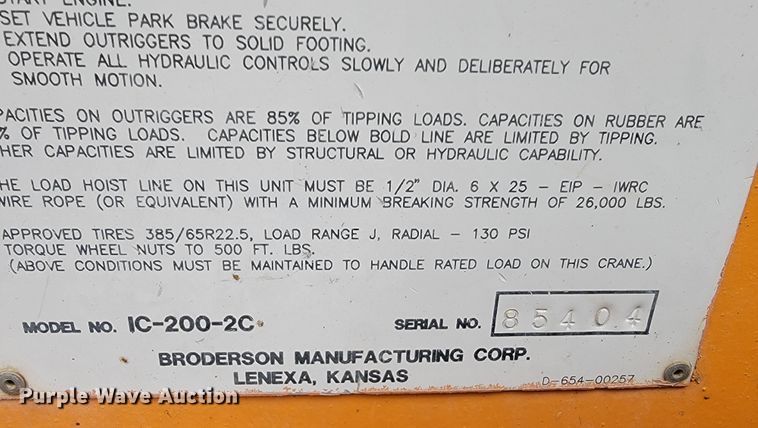 START ENGINE.
SET VEHICLE PARK BRAKE SECURELY.
EXTEND OUTRIGGERS TO SOLID FOOTING.
OPERATE ALL HYDRAULIC CONTROLS SLOWLY AND DELIBERATELY FOR
SMOOTH MOTION.
PACITIES ON OUTRIGGERS ARE 85% OF TIPPING LOADS. CAPACITIES ON RUBBER ARE
% OF TIPPING LOADS. CAPACITIES BELOW BOLD LINE ARE LIMITED BY TIPPING.
HER CAPACITIES ARE LIMITED BY STRUCTURAL OR HYDRAULIC CAPABILITY.
HE LOAD HOIST LINE ON THIS UNIT MUST BE 1/2" DIA. 6 X 25 - EIP - IWRC
WIRE ROPE (OR EQUIVALENT) WITH A MINIMUM BREAKING STRENGTH OF 26,000 LBS.
APPROVED TIRES 385/65R22.5, LOAD RANGE J, RADIAL - 130 PSI
TORQUE WHEEL NUTS TO 500 FT. LBS.
(ABOVE CONDITIONS MUST BE MAINTAINED TO HANDLE RATED LOAD ON THIS CRANE.)
MODEL NO. IC-200-2C SERIAL NO. 85404
BRODERSON MANUFACTURING CORP.
LENEXA, KANSAS D-654-00257
Purple Wave Auction